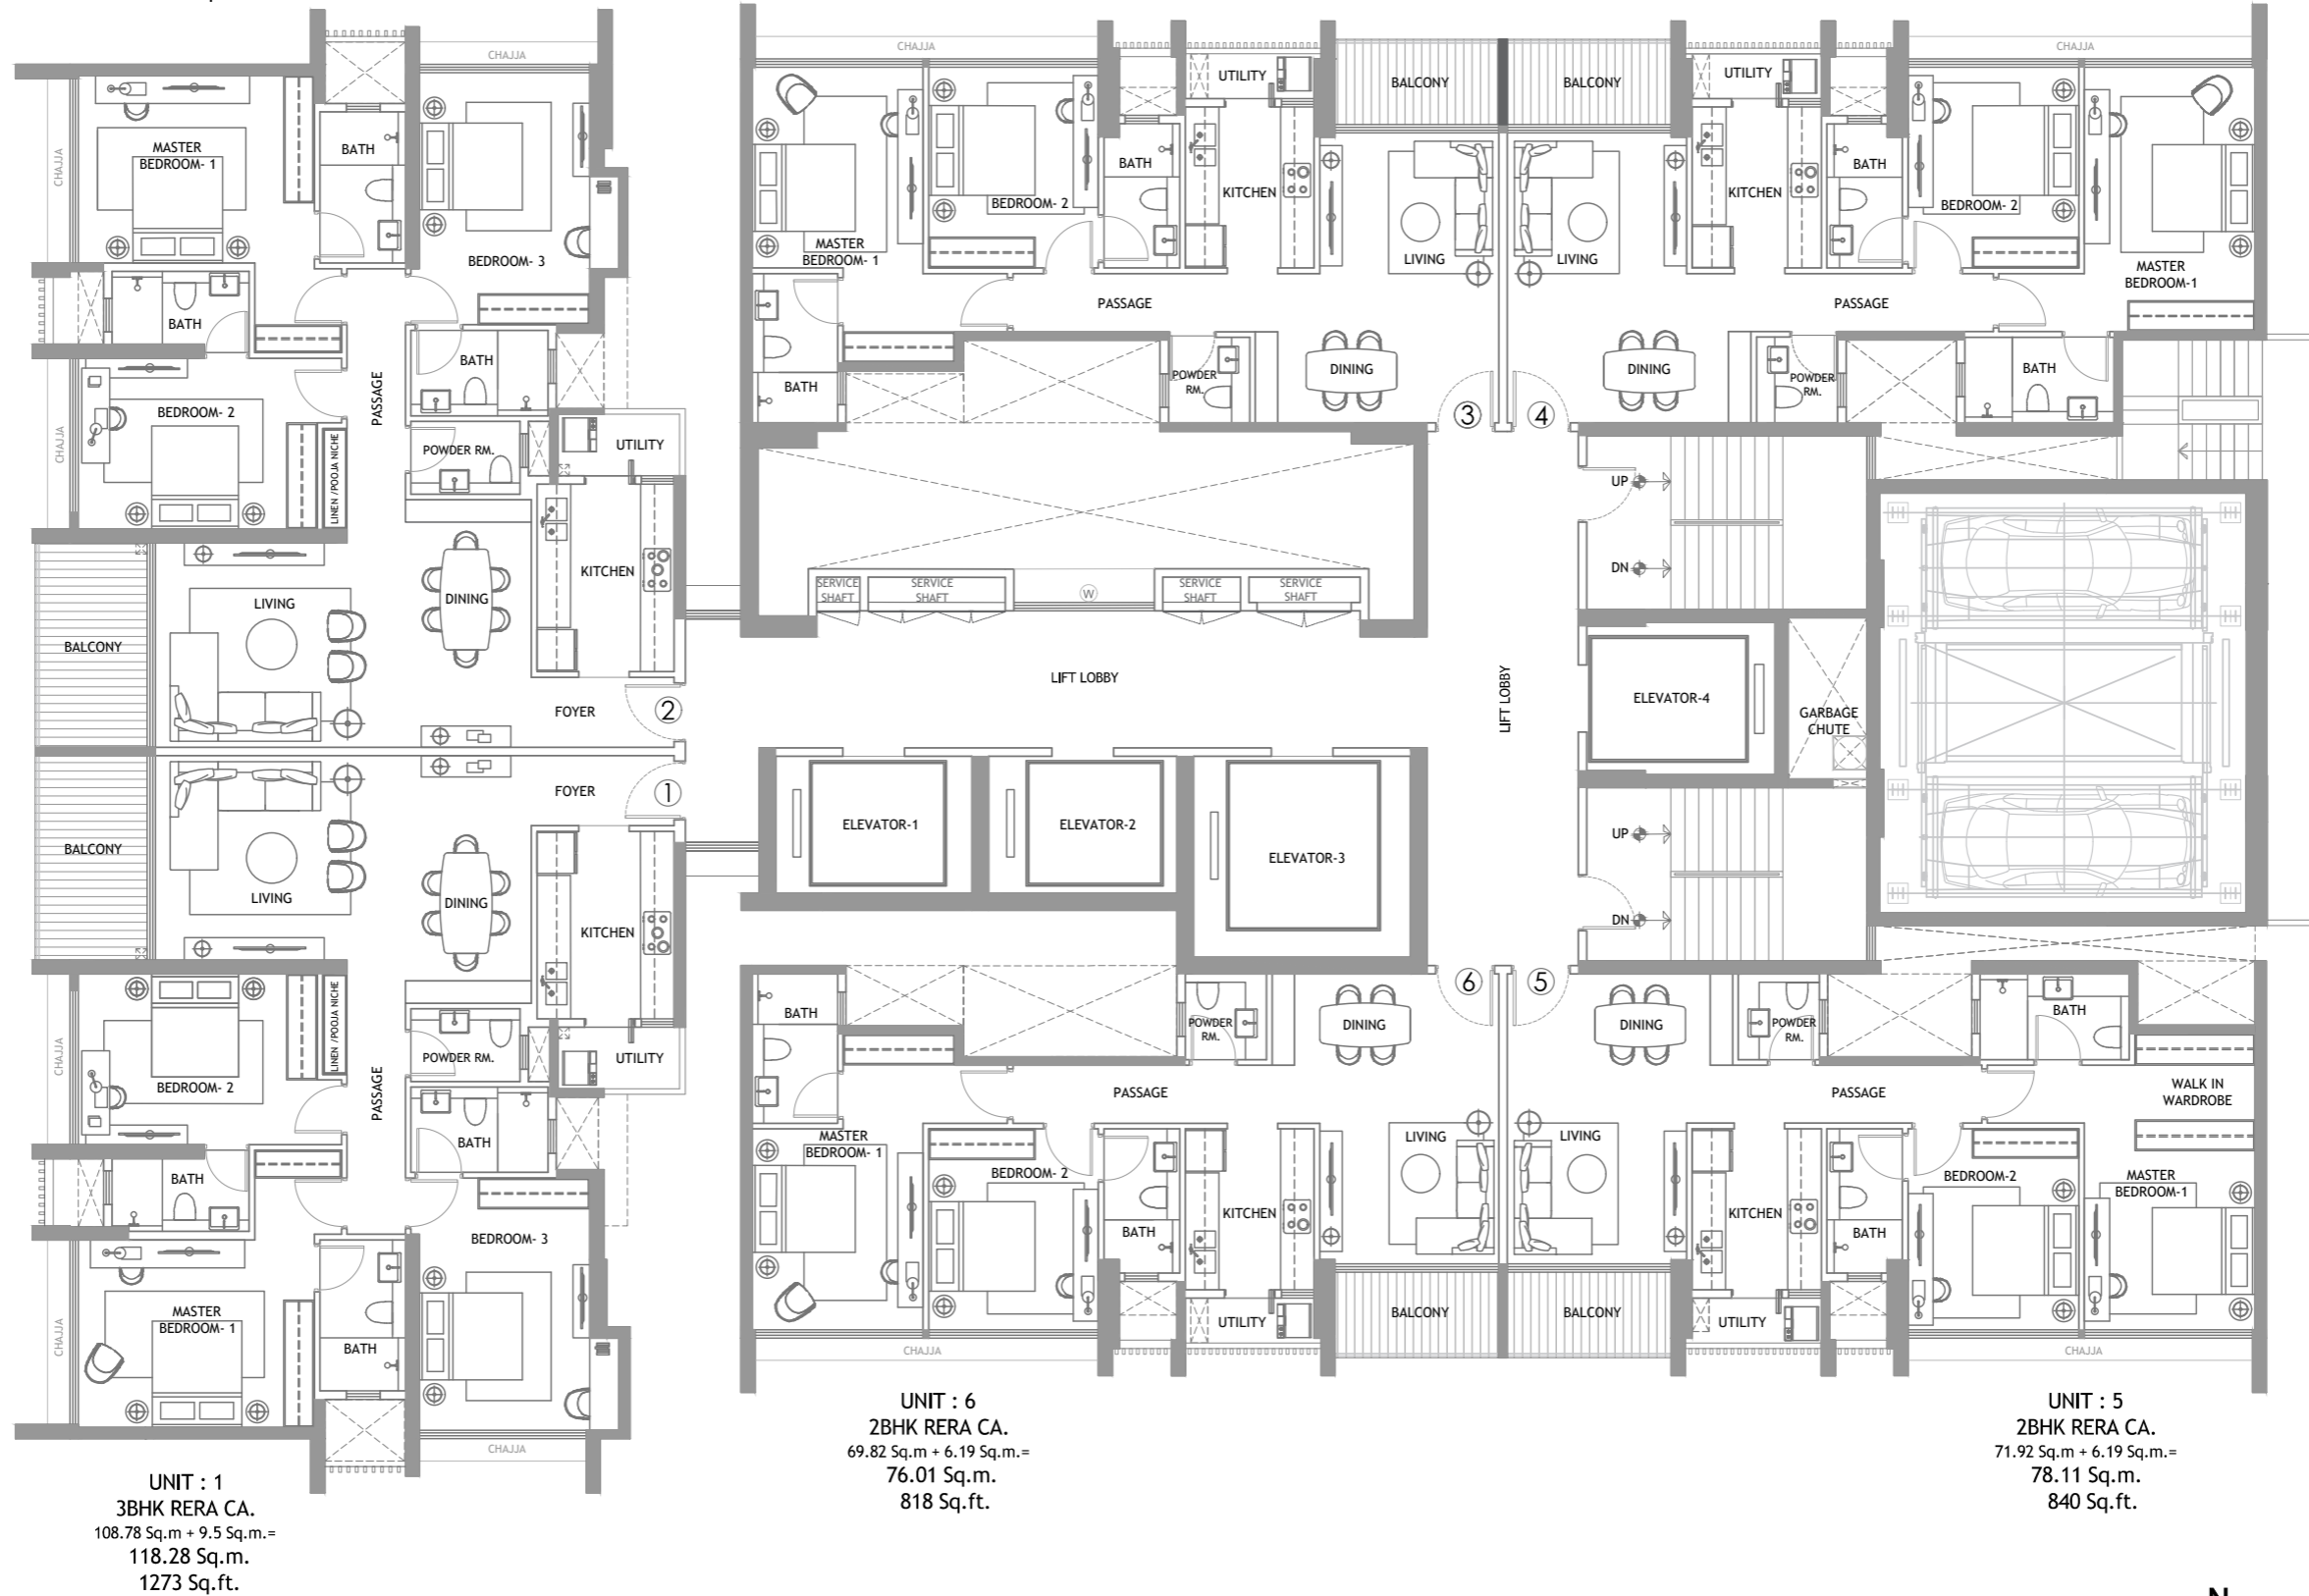 CHAJJA
MASTER
BEDROOM- 1
BATH
BEDROOM- 3
CHAJJA
BATH
BATH
BEDROOM- 2
CHAJJA
LINEN /POOJA NICHE
PASSAGE
POWDER RM.
UTILITY
KITCHEN
DINING
LIVING
BALCONY
FOYER
2
CHAJJA
MASTER
BEDROOM- 1
BEDROOM- 2
BATH
UTILITY
KITCHEN
BALCONY
LIVING
PASSAGE
BATH
POWDER
RM.
DINING
3
BALCONY
UTILITY
CHAJJA
LIVING
KITCHEN
BATH
BEDROOM- 2
MASTER
BEDROOM-1
PASSAGE
DINING
POWDER
RM.
BATH
4
SERVICE
SHAFT
SERVICE
SHAFT
W
SERVICE
SHAFT
SERVICE
SHAFT
LIFT LOBBY
LIFT LOBBY
UP
DN
ELEVATOR-4
GARBAGE
CHUTE
UP
DN
ELEVATOR-1
ELEVATOR-2
ELEVATOR-3
1
FOYER
BALCONY
LIVING
DINING
KITCHEN
UTILITY
POWDER RM.
LINEN /POOJA NICHE
PASSAGE
CHAJJA
BEDROOM- 2
BATH
BATH
BEDROOM- 3
CHAJJA
MASTER
BEDROOM- 1
BATH
CHAJJA
6
BATH
POWDER
RM.
DINING
PASSAGE
MASTER
BEDROOM- 1
BEDROOM- 2
BATH
KITCHEN
LIVING
UTILITY
BALCONY
CHAJJA
5
DINING
POWDER
RM.
BATH
PASSAGE
WALK IN
WARDROBE
LIVING
KITCHEN
BATH
BEDROOM-2
MASTER
BEDROOM-1
BALCONY
UTILITY
CHAJJA
UNIT : 1
3BHK RERA CA.
108.78 Sq.m + 9.5 Sq.m.=
118.28 Sq.m.
1273 Sq.ft.
UNIT : 6
2BHK RERA CA.
69.82 Sq.m + 6.19 Sq.m.=
76.01 Sq.m.
818 Sq.ft.
UNIT : 5
2BHK RERA CA.
71.92 Sq.m + 6.19 Sq.m.=
78.11 Sq.m.
840 Sq.ft.
N